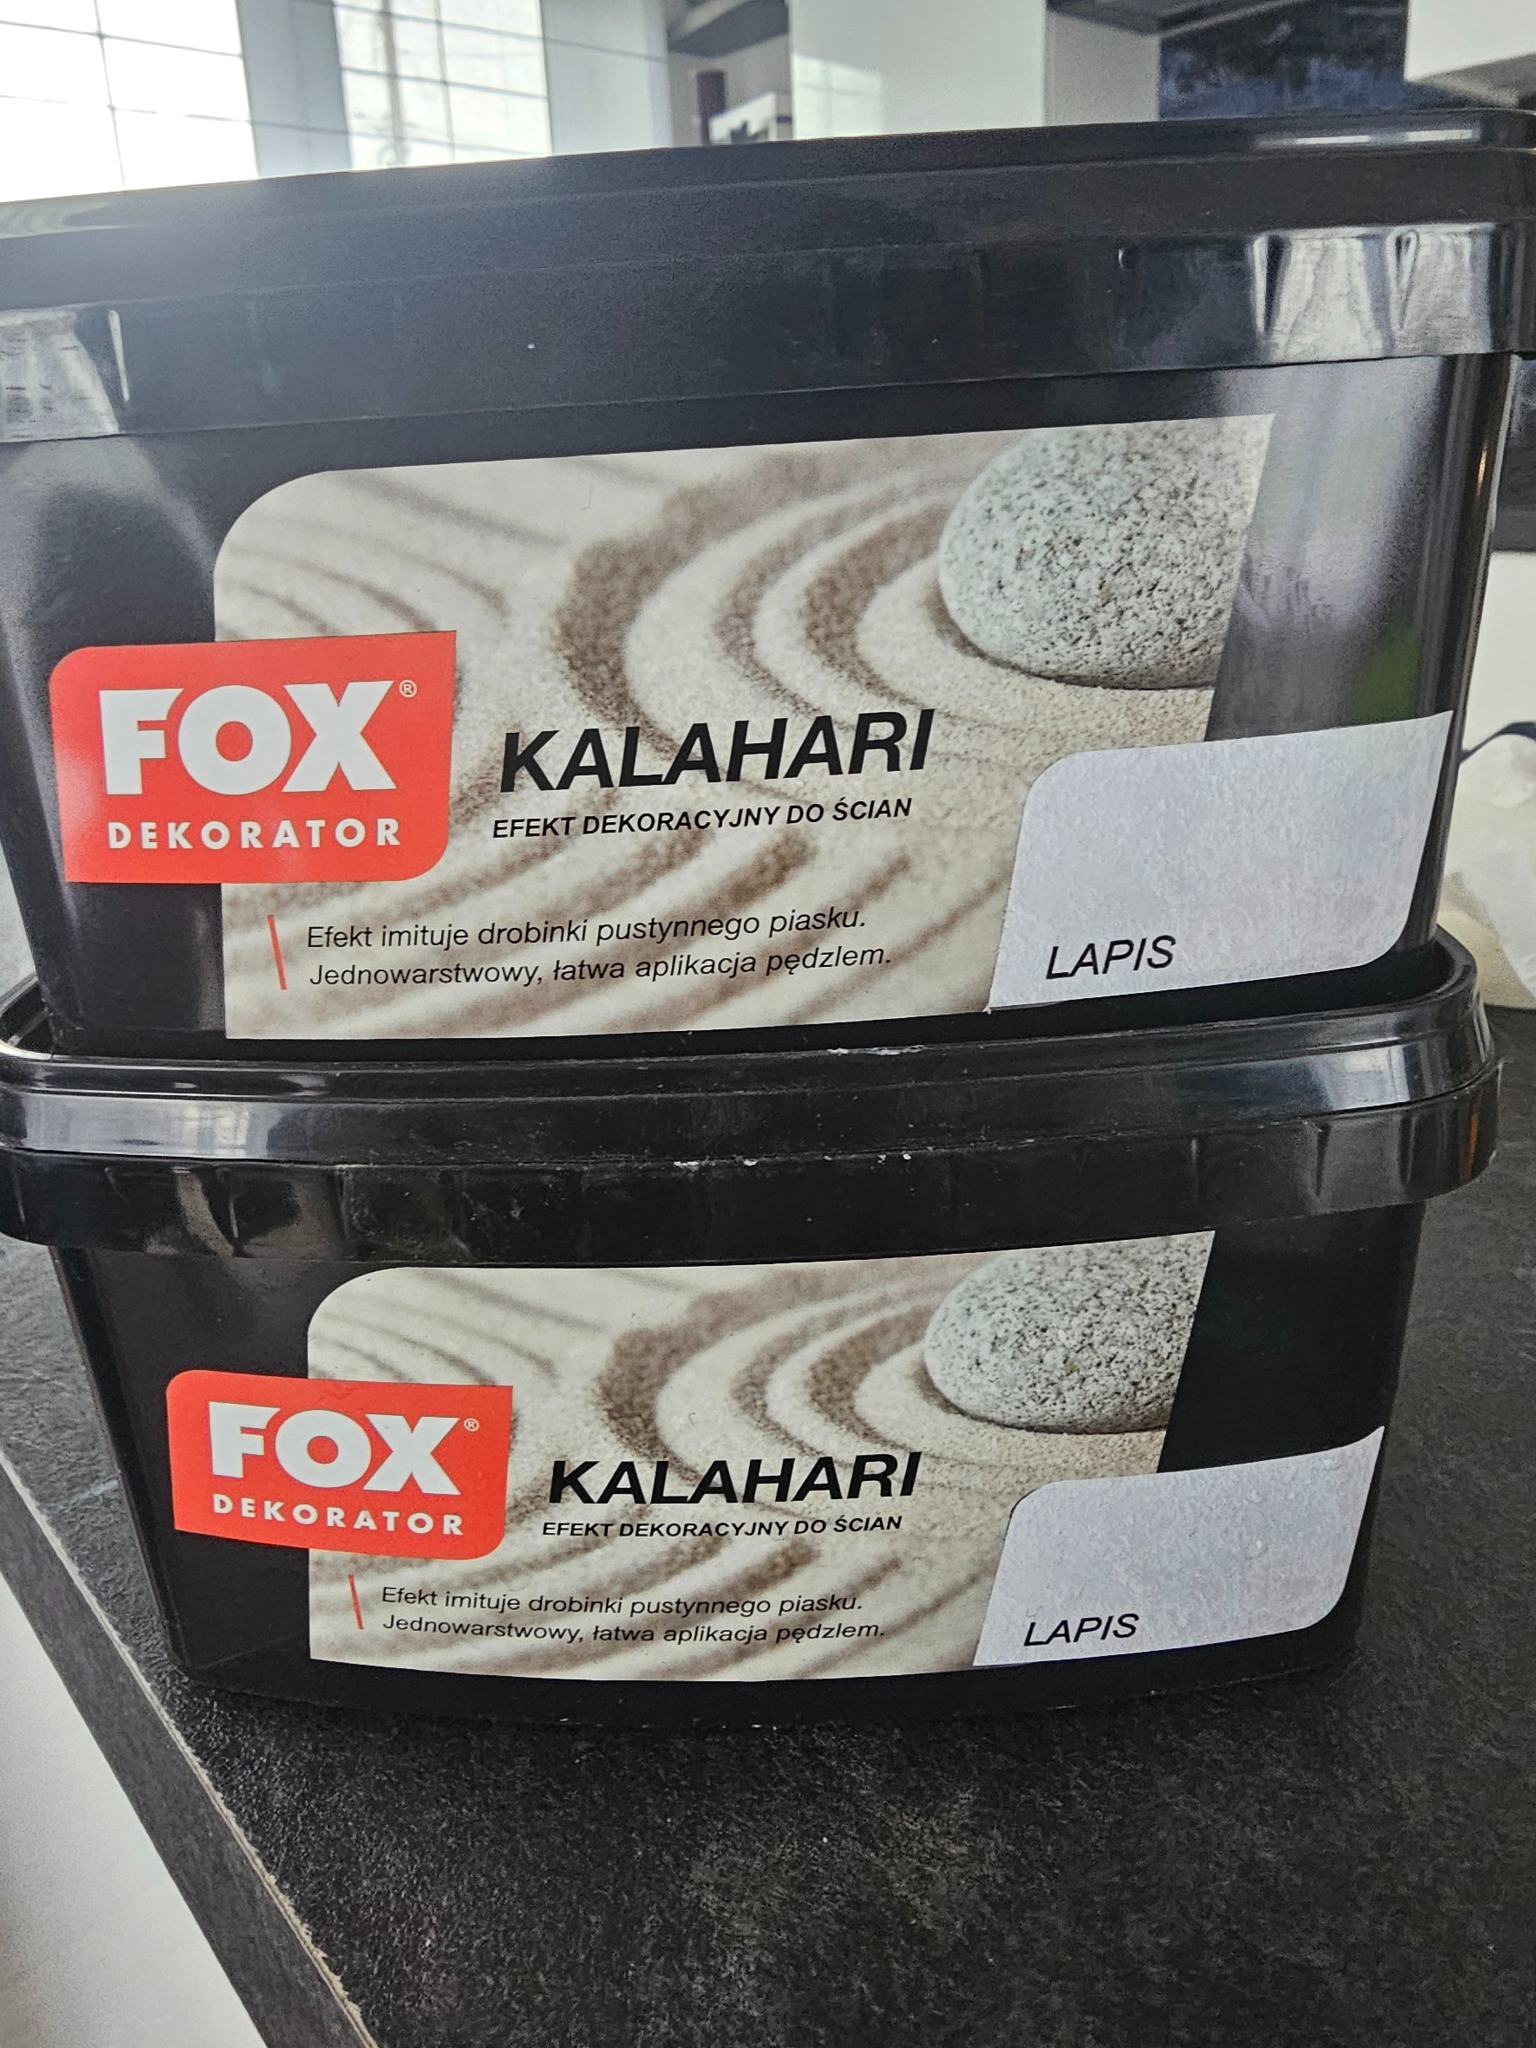 FOX®
DEKORATOR
KALAHARI
EFEKT DEKORACYJNY DO ŚCIAN
Efekt imituje drobinki pustynnego piasku.
Jednowarstwowy, łatwa aplikacja pędzlem.
LAPIS
FOX®
DEKORATOR
KALAHARI
EFEKT DEKORACYJNY DO ŚCIAN
Efekt imituje drobinki pustynnego piasku.
Jednowarstwowy, łatwa aplikacja pędzlem.
LAPIS